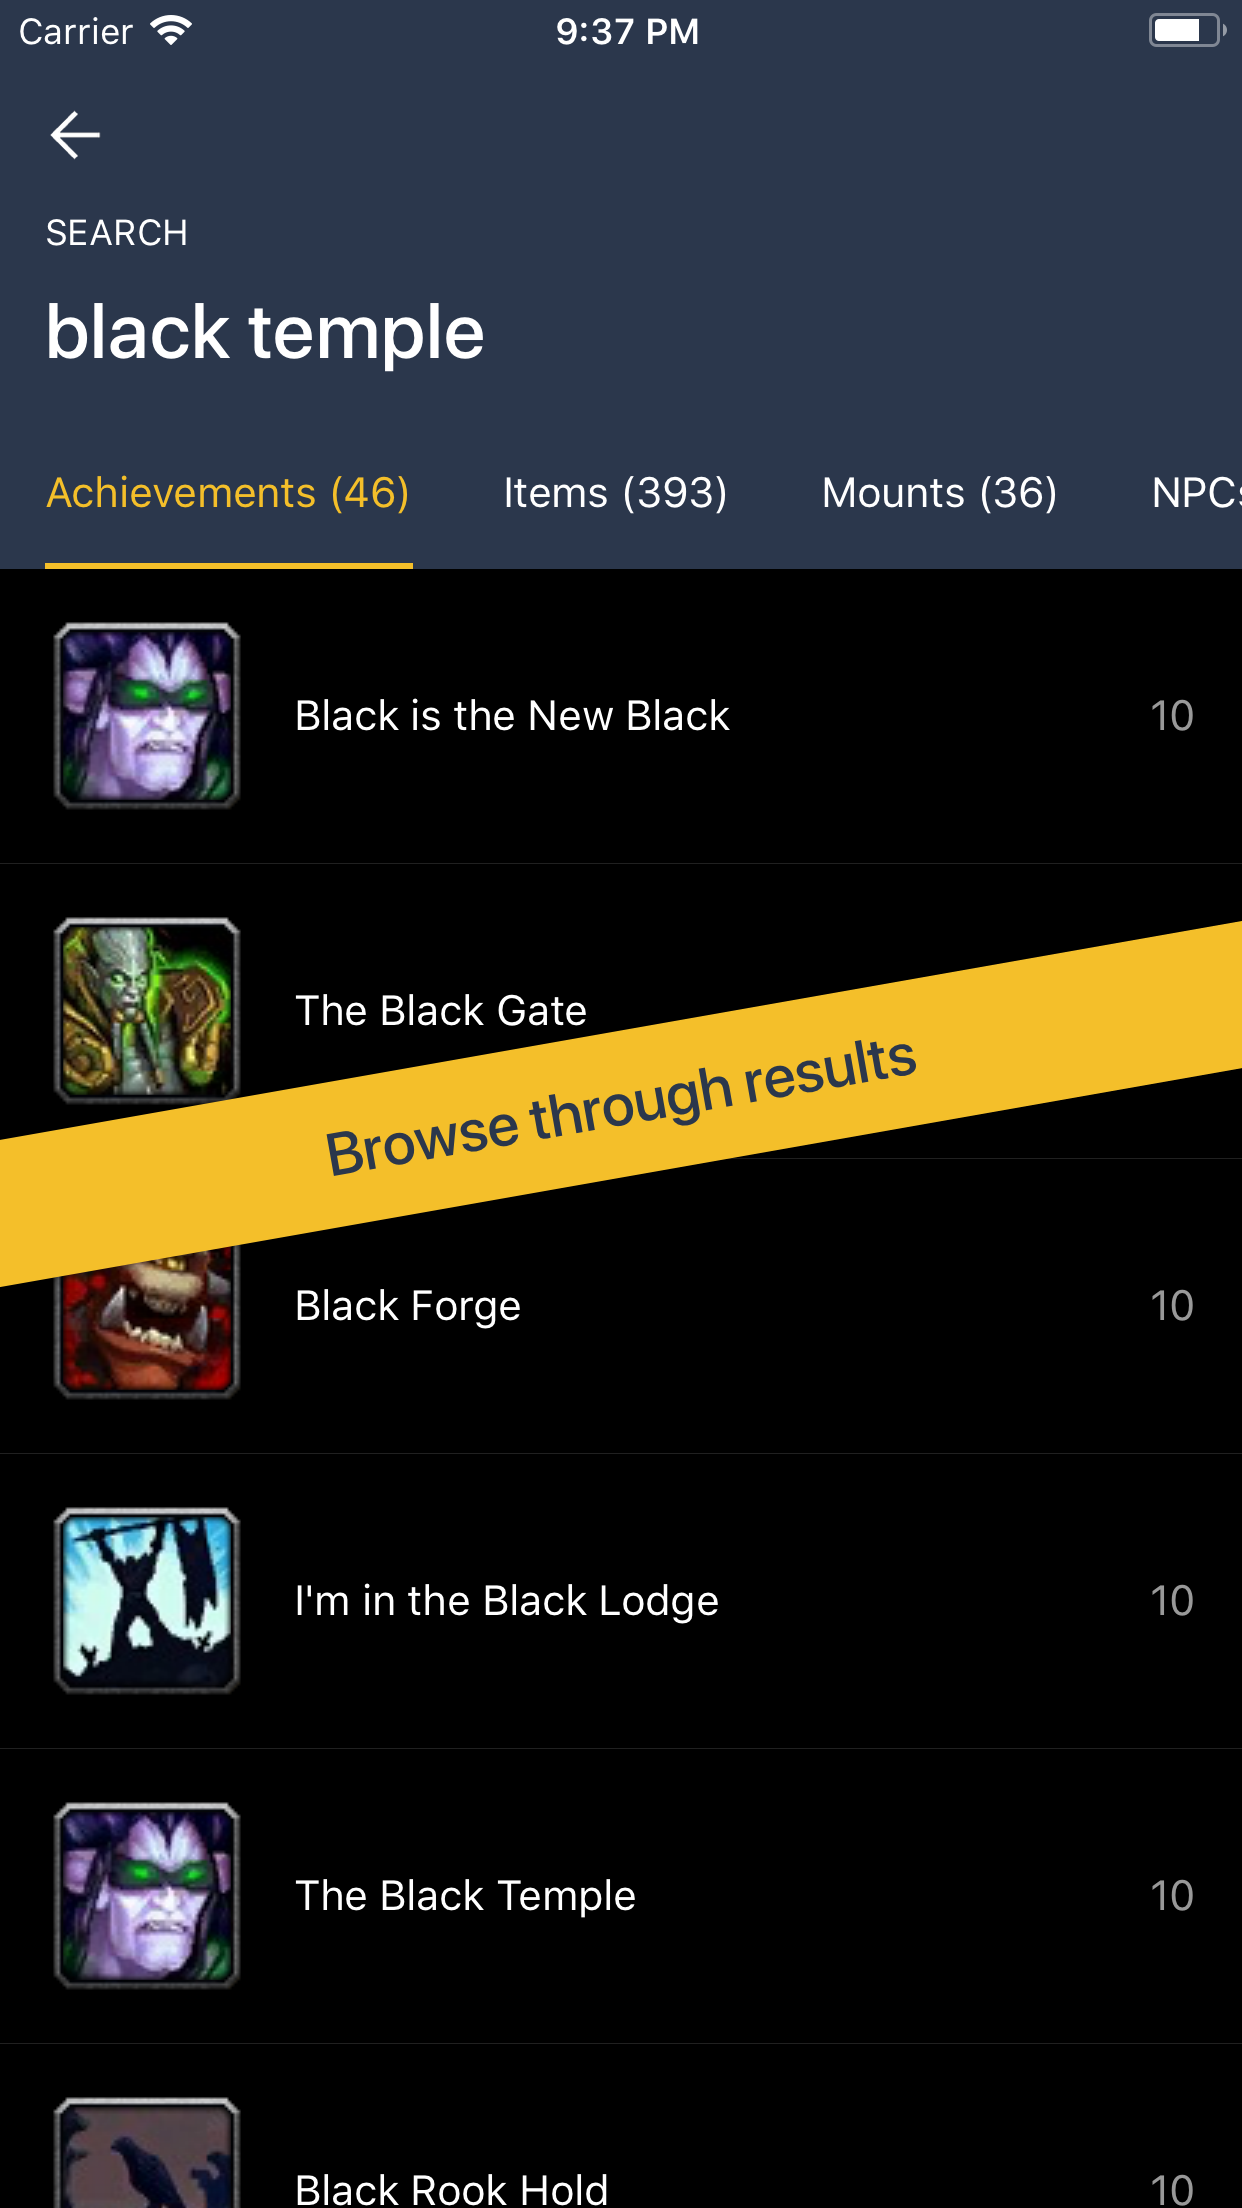 Carrier 9:37 PM
SEARCH
black temple
Achievements (46) Items (393) Mounts (36) NPCs
Black is the New Black 10
The Black Gate
Browse through results
Black Forge 10
I'm in the Black Lodge 10
The Black Temple 10
Black Rook Hold 10